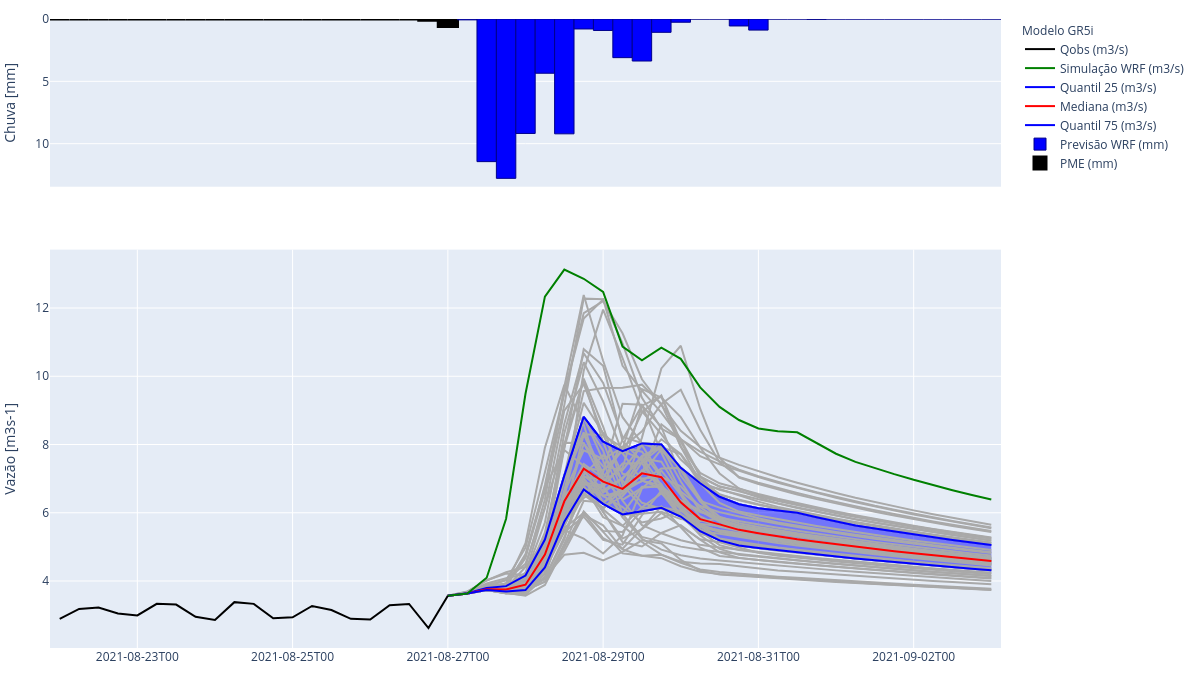 0
5
10
Chuva [mm]
Modelo GR5i
Qobs (m3/s)
Simulação WRF (m3/s)
Quantil 25 (m3/s)
Mediana (m3/s)
Quantil 75 (m3/s)
Previsão WRF (mm)
PME (mm)
12
10
8
6
4
Vazão [m3s-1]
2021-08-23T00
2021-08-25T00
2021-08-27T00
2021-08-29T00
2021-08-31T00
2021-09-02T00